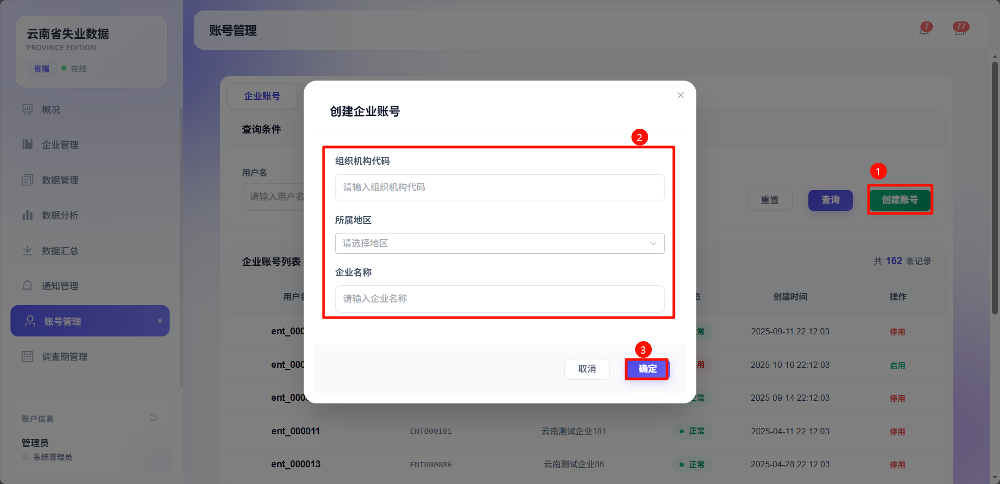 云南省失业数据
PROVINCE EDITION
省端
在线
概况
企业管理
数据管理
数据分析
数据汇总
通知管理
账号管理
调查期管理
账户信息
管理员
系统管理员
账号管理
7
77
企业账号
查询条件
用户名
请输入用户名
重置
查询
1
创建账号
企业账号列表
共 162 条记录
创建时间
操作
2025-09-11 22:12:03
停用
2025-10-16 22:12:03
启用
2025-09-14 22:12:03
停用
ent_000011
ENT000181
云南测试企业181
正常
2025-04-11 22:12:03
停用
ent_000013
ENT000086
云南测试企业86
正常
2025-04-28 22:12:03
停用
创建企业账号
2
组织机构代码
请输入组织机构代码
所属地区
请选择地区
企业名称
请输入企业名称
3
取消
确定